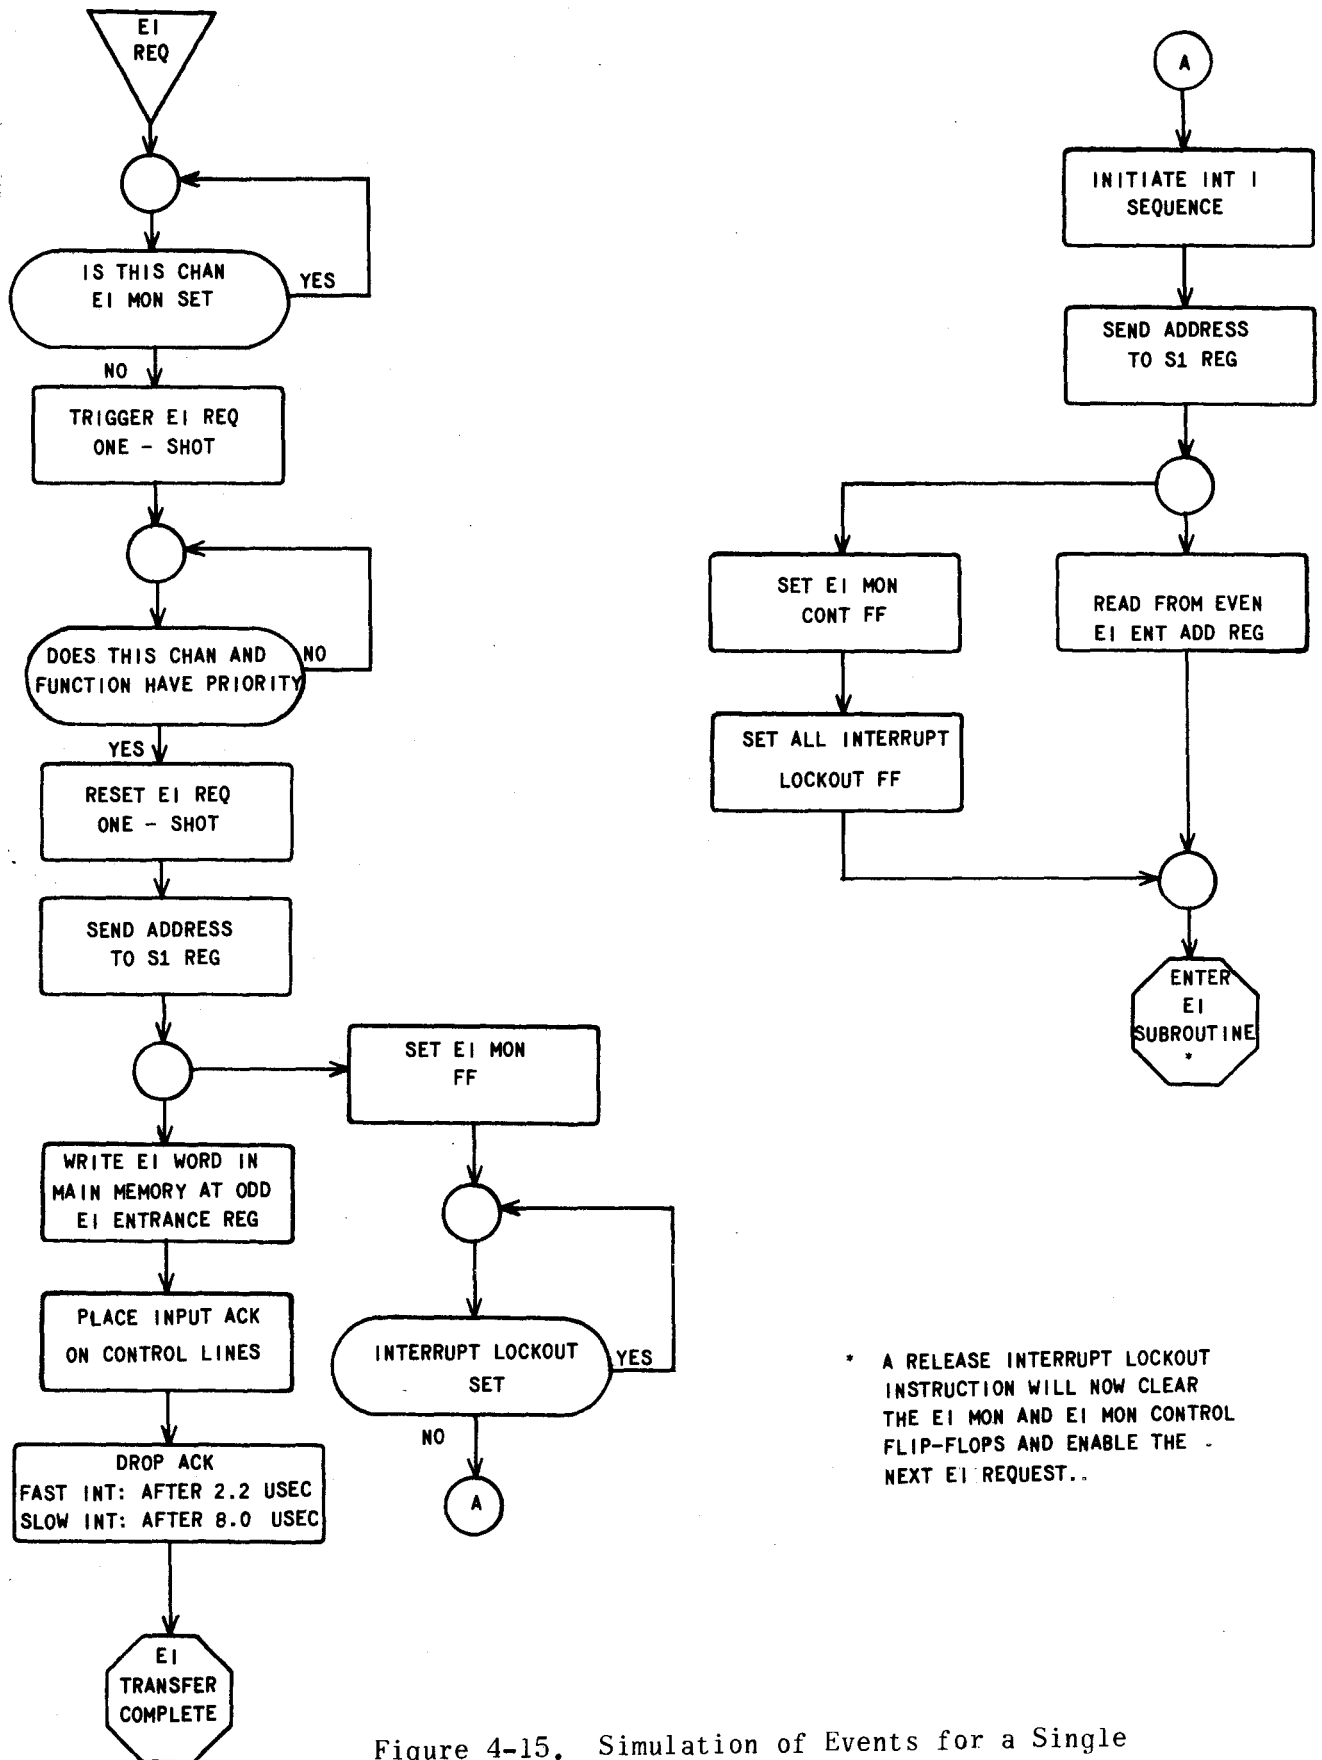 EI
REQ
IS THIS CHAN
EI MON SET
YES
NO
TRIGGER EI REQ
ONE - SHOT
DOES THIS CHAN AND
FUNCTION HAVE PRIORITY
NO
YES
RESET EI REQ
ONE - SHOT
SEND ADDRESS
TO S1 REG
SET EI MON
FF
WRITE EI WORD IN
MAIN MEMORY AT ODD
EI ENTRANCE REG
PLACE INPUT ACK
ON CONTROL LINES
INTERRUPT LOCKOUT
SET
YES
NO
A
DROP ACK
FAST INT: AFTER 2.2 USEC
SLOW INT: AFTER 8.0 USEC
EI
TRANSFER
COMPLETE
A
INITIATE INT I
SEQUENCE
SEND ADDRESS
TO S1 REG
SET EI MON
CONT FF
READ FROM EVEN
EI ENT ADD REG
SET ALL INTERRUPT
LOCKOUT FF
ENTER
EI
SUBROUTINE
*
* A RELEASE INTERRUPT LOCKOUT
INSTRUCTION WILL NOW CLEAR
THE EI MON AND EI MON CONTROL
FLIP-FLOPS AND ENABLE THE
NEXT EI REQUEST..
Figure 4-15. Simulation of Events for a Single